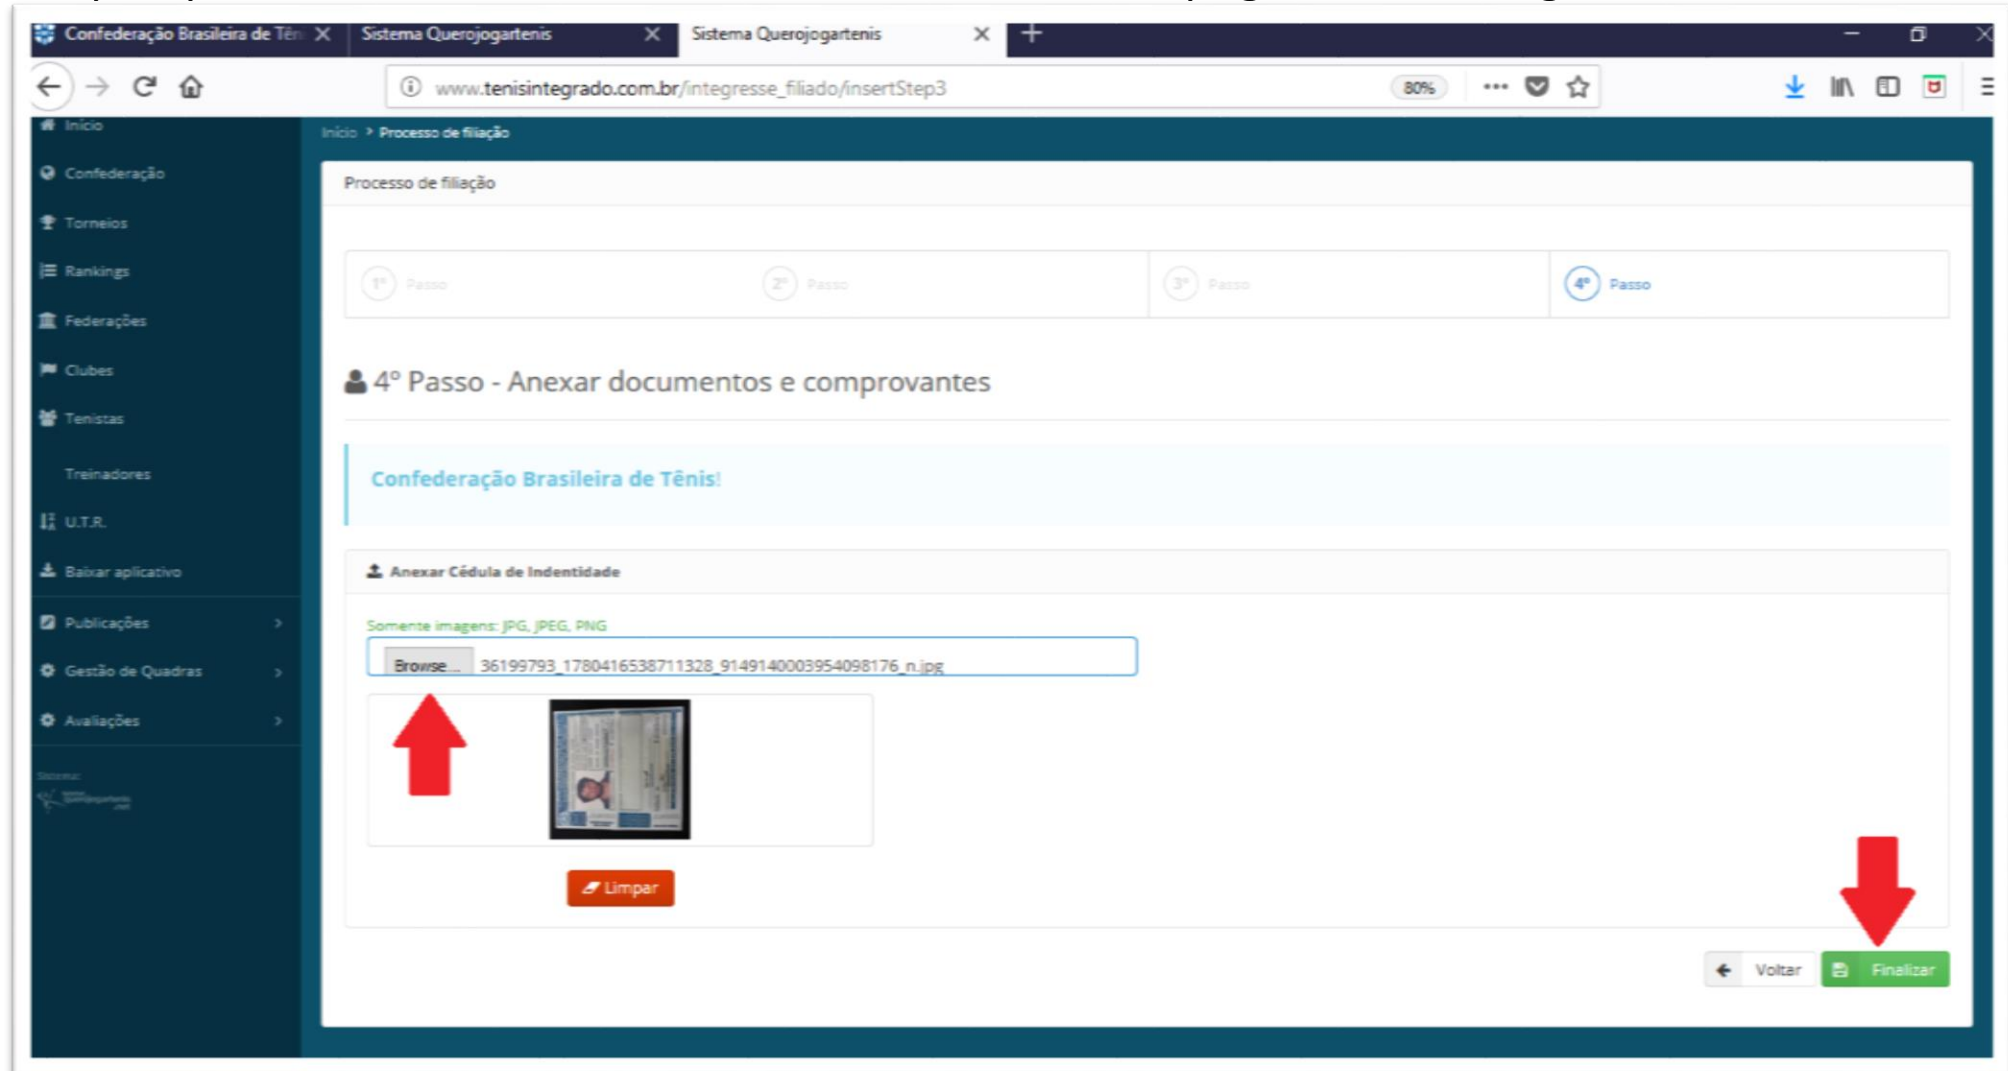 Confederação Brasileira de Tên
Sistema Querojogartenis
Sistema Querojogartenis
www.tenisintegrado.com.br/integresse_filiado/insertStep3
80%
Início
Confederação
Torneios
Rankings
Federações
Clubes
Tenistas
Treinadores
U.T.R.
Baixar aplicativo
Publicações
Gestão de Quadras
Avaliações
Sistema:
Início > Processo de filiação
Processo de filiação
1º Passo
2º Passo
3º Passo
4º Passo
4º Passo - Anexar documentos e comprovantes
Confederação Brasileira de Tênis!
Anexar Cédula de Indentidade
Somente imagens: JPG, JPEG, PNG
Browse... 36199793_1780416538711328_9149140003954098176_n.jpg
Limpar
Voltar
Finalizar